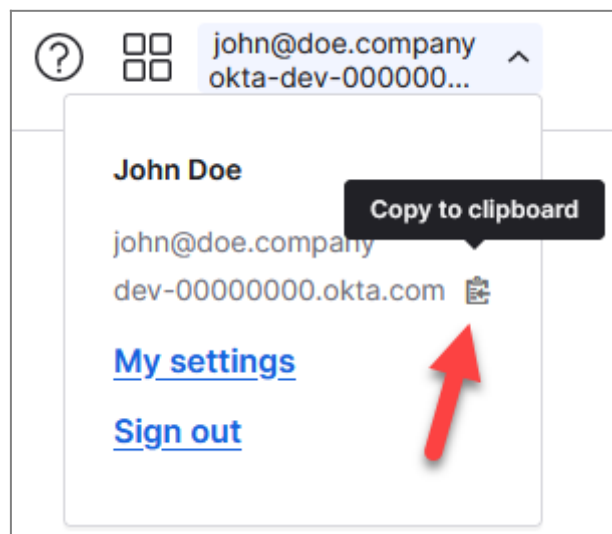 john@doe.company
okta-dev-000000...
John Doe
Copy to clipboard
john@doe.company
dev-00000000.okta.com
My settings
Sign out